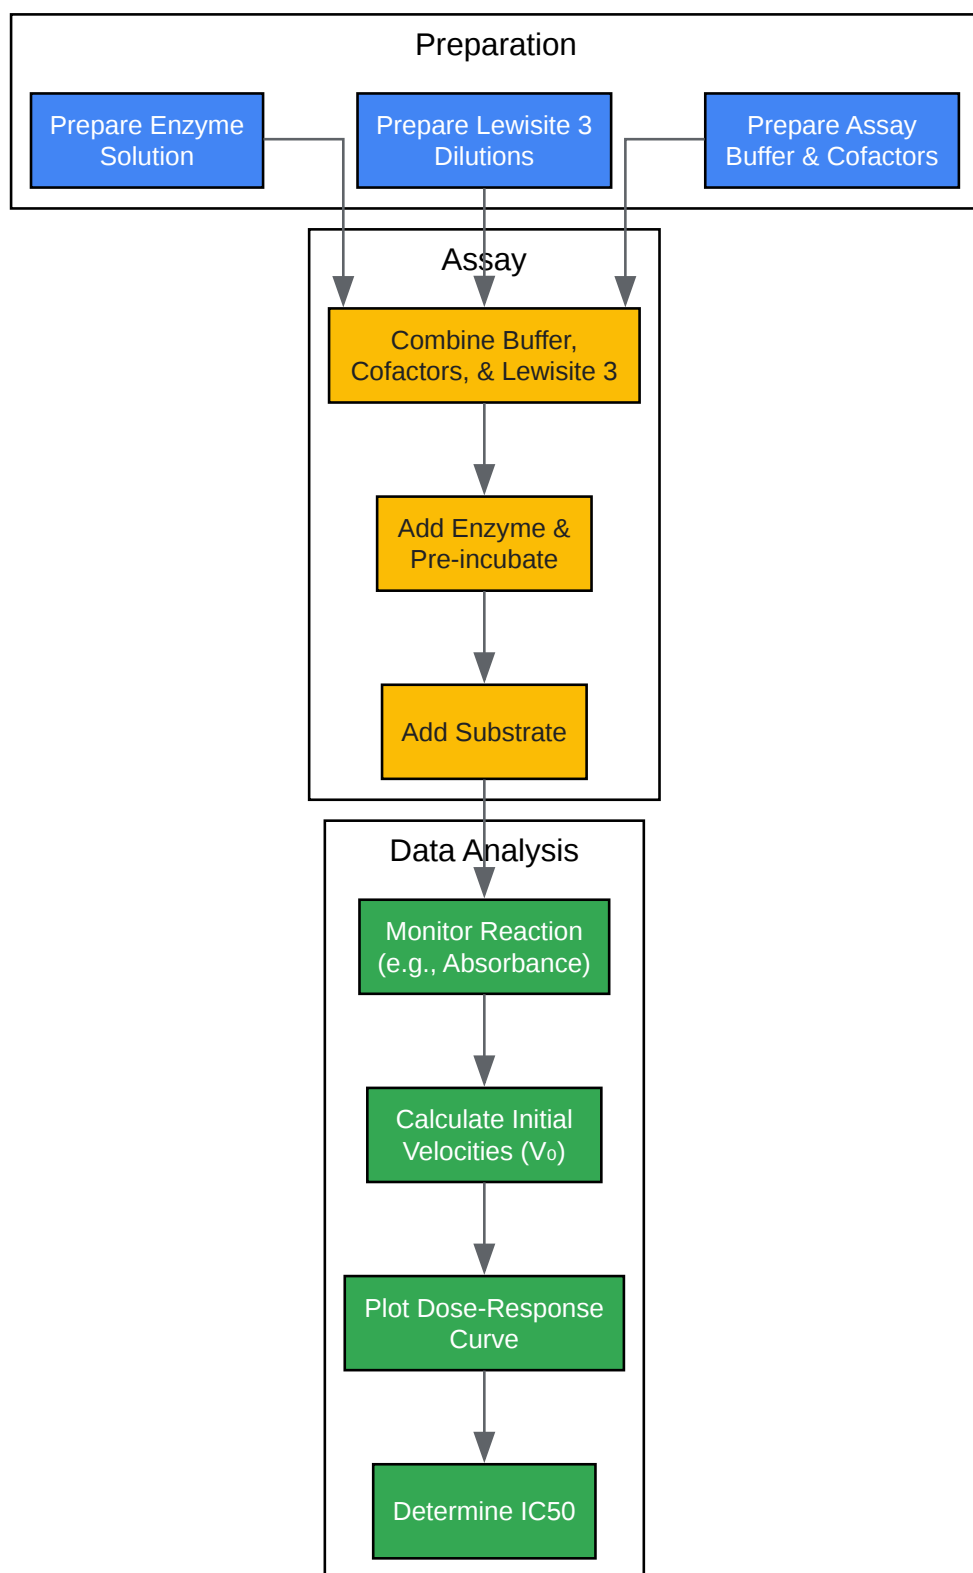 Preparation
Prepare Enzyme
Solution
Prepare Lewisite 3
Dilutions
Prepare Assay
Buffer & Cofactors
Assay
Combine Buffer,
Cofactors, & Lewisite 3
Add Enzyme &
Pre-incubate
Add Substrate
Data Analysis
Monitor Reaction
(e.g., Absorbance)
Calculate Initial
Velocities (V₀)
Plot Dose-Response
Curve
Determine IC50